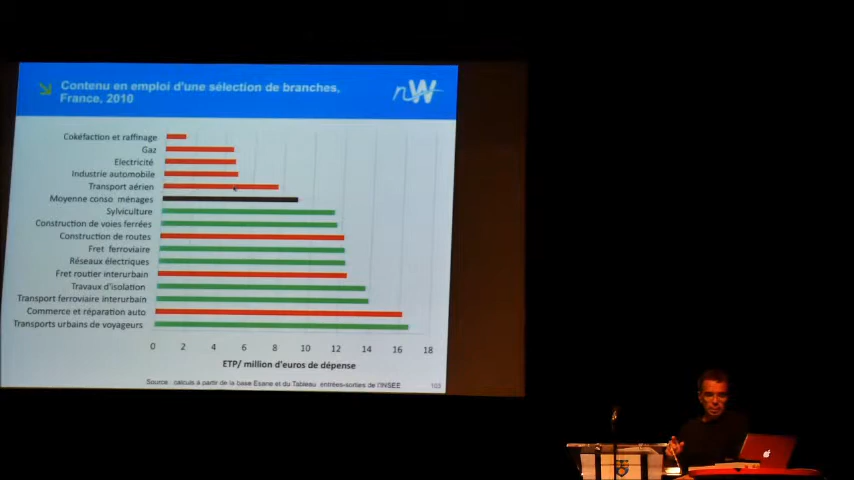 Contenu en emploi d'une sélection de branches,
France, 2010
nW
Cokéfaction et raffinage
Gaz
Electricité
Industrie automobile
Transport aérien
Moyenne conso ménages
Sylviculture
Construction de voies ferrées
Construction de routes
Fret ferroviaire
Réseaux électriques
Fret routier interurbain
Travaux d'isolation
Transport ferroviaire interurbain
Commerce et réparation auto
Transports urbains de voyageurs
0 2 4 6 8 10 12 14 16 18
ETP/ million d'euros de dépense
Source : calculs à partir de la base Esane et du Tableau entrées-sorties de l'INSEE
103